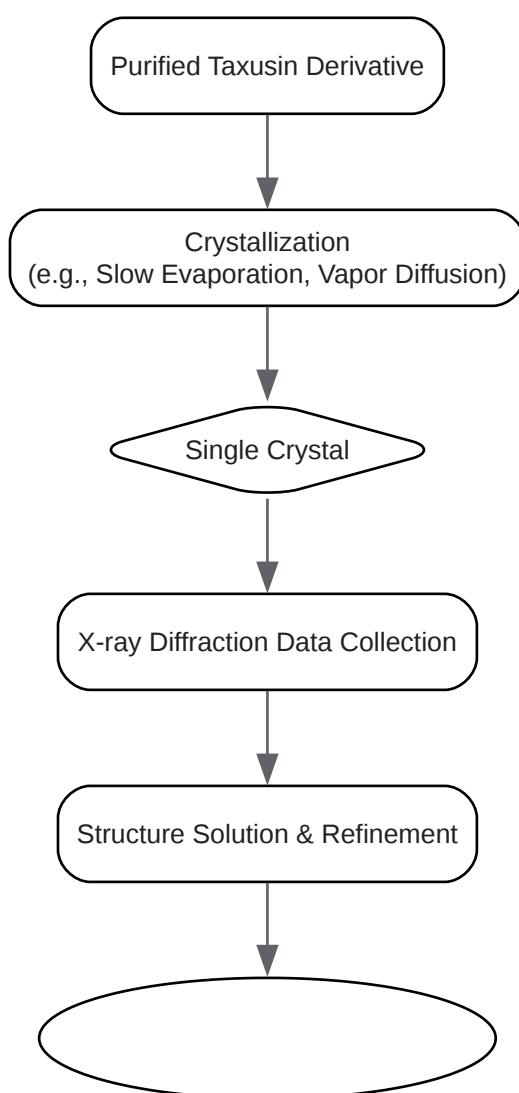 Purified Taxusin Derivative
Crystallization
(e.g., Slow Evaporation, Vapor Diffusion)
Single Crystal
X-ray Diffraction Data Collection
Structure Solution & Refinement